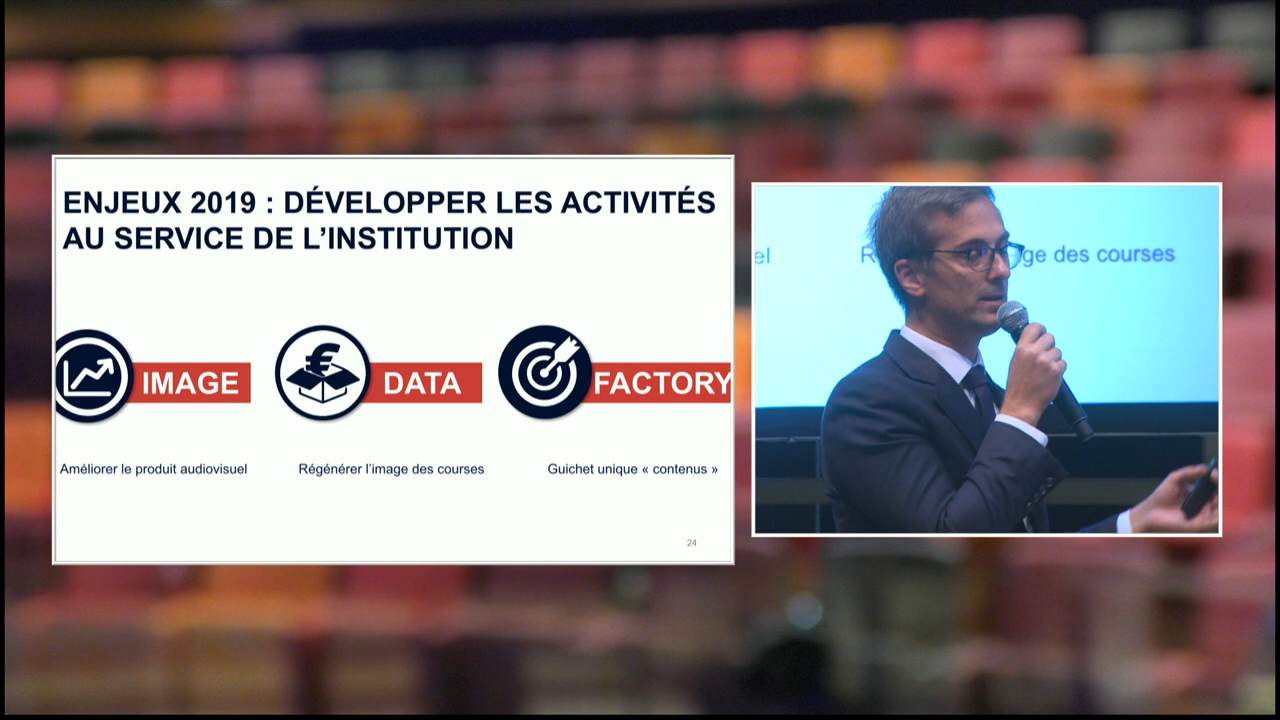 ENJEUX 2019 : DÉVELOPPER LES ACTIVITÉS
AU SERVICE DE L’INSTITUTION
IMAGE
DATA
FACTORY
Améliorer le produit audiovisuel
Régénérer l’image des courses
Guichet unique « contenus »
24
el
R
ge des courses